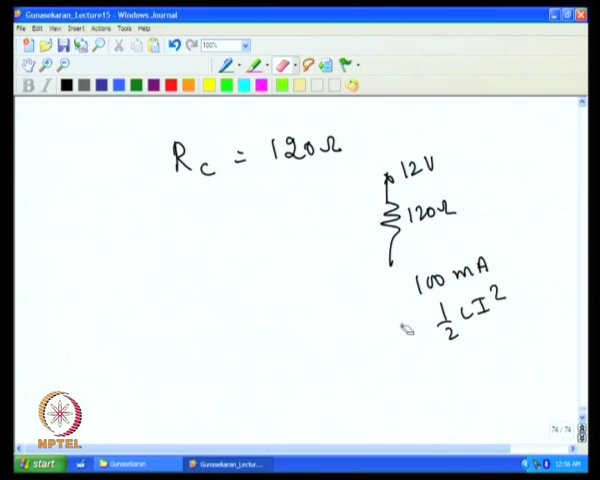 Gunasekaran_Lecture15 - Windows Journal
File Edit View Insert Actions Tools Help
100%
B I
R_C = 120Ω
12V
120Ω
100 mA
1/2 LI²
NPTEL
74 / 74
start
Gunasekaran
Gunasekaran_Lectur...
12:56 AM